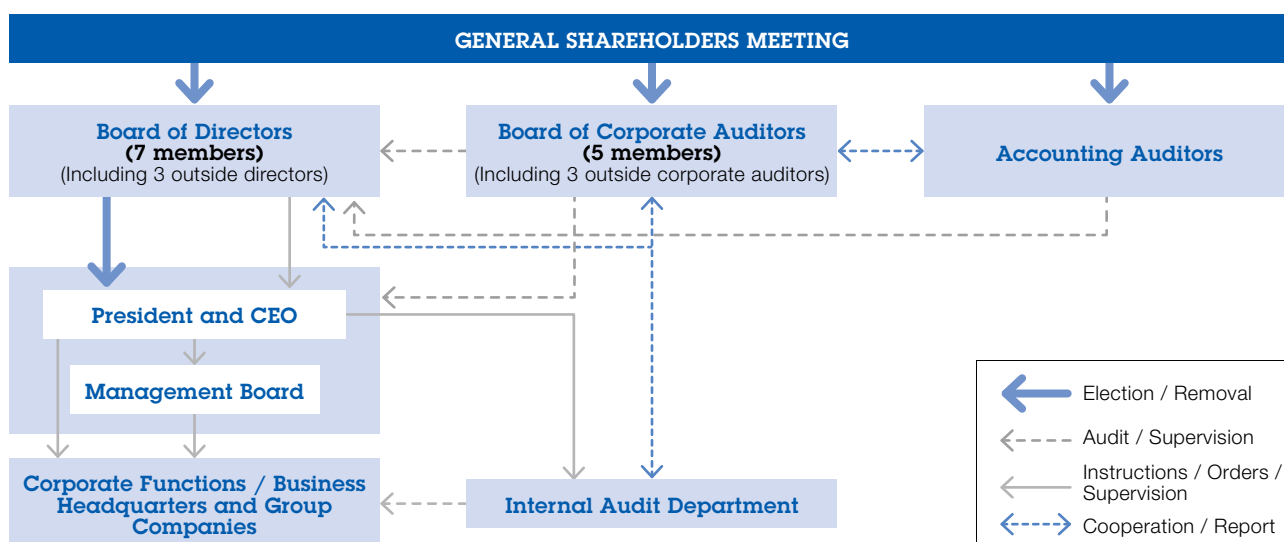 GENERAL SHAREHOLDERS MEETING
Board of Directors
(7 members)
(Including 3 outside directors)
Board of Corporate Auditors
(5 members)
(Including 3 outside corporate auditors)
Accounting Auditors
President and CEO
Management Board
Corporate Functions / Business
Headquarters and Group
Companies
Internal Audit Department
Election / Removal
Audit / Supervision
Instructions / Orders /
Supervision
Cooperation / Report